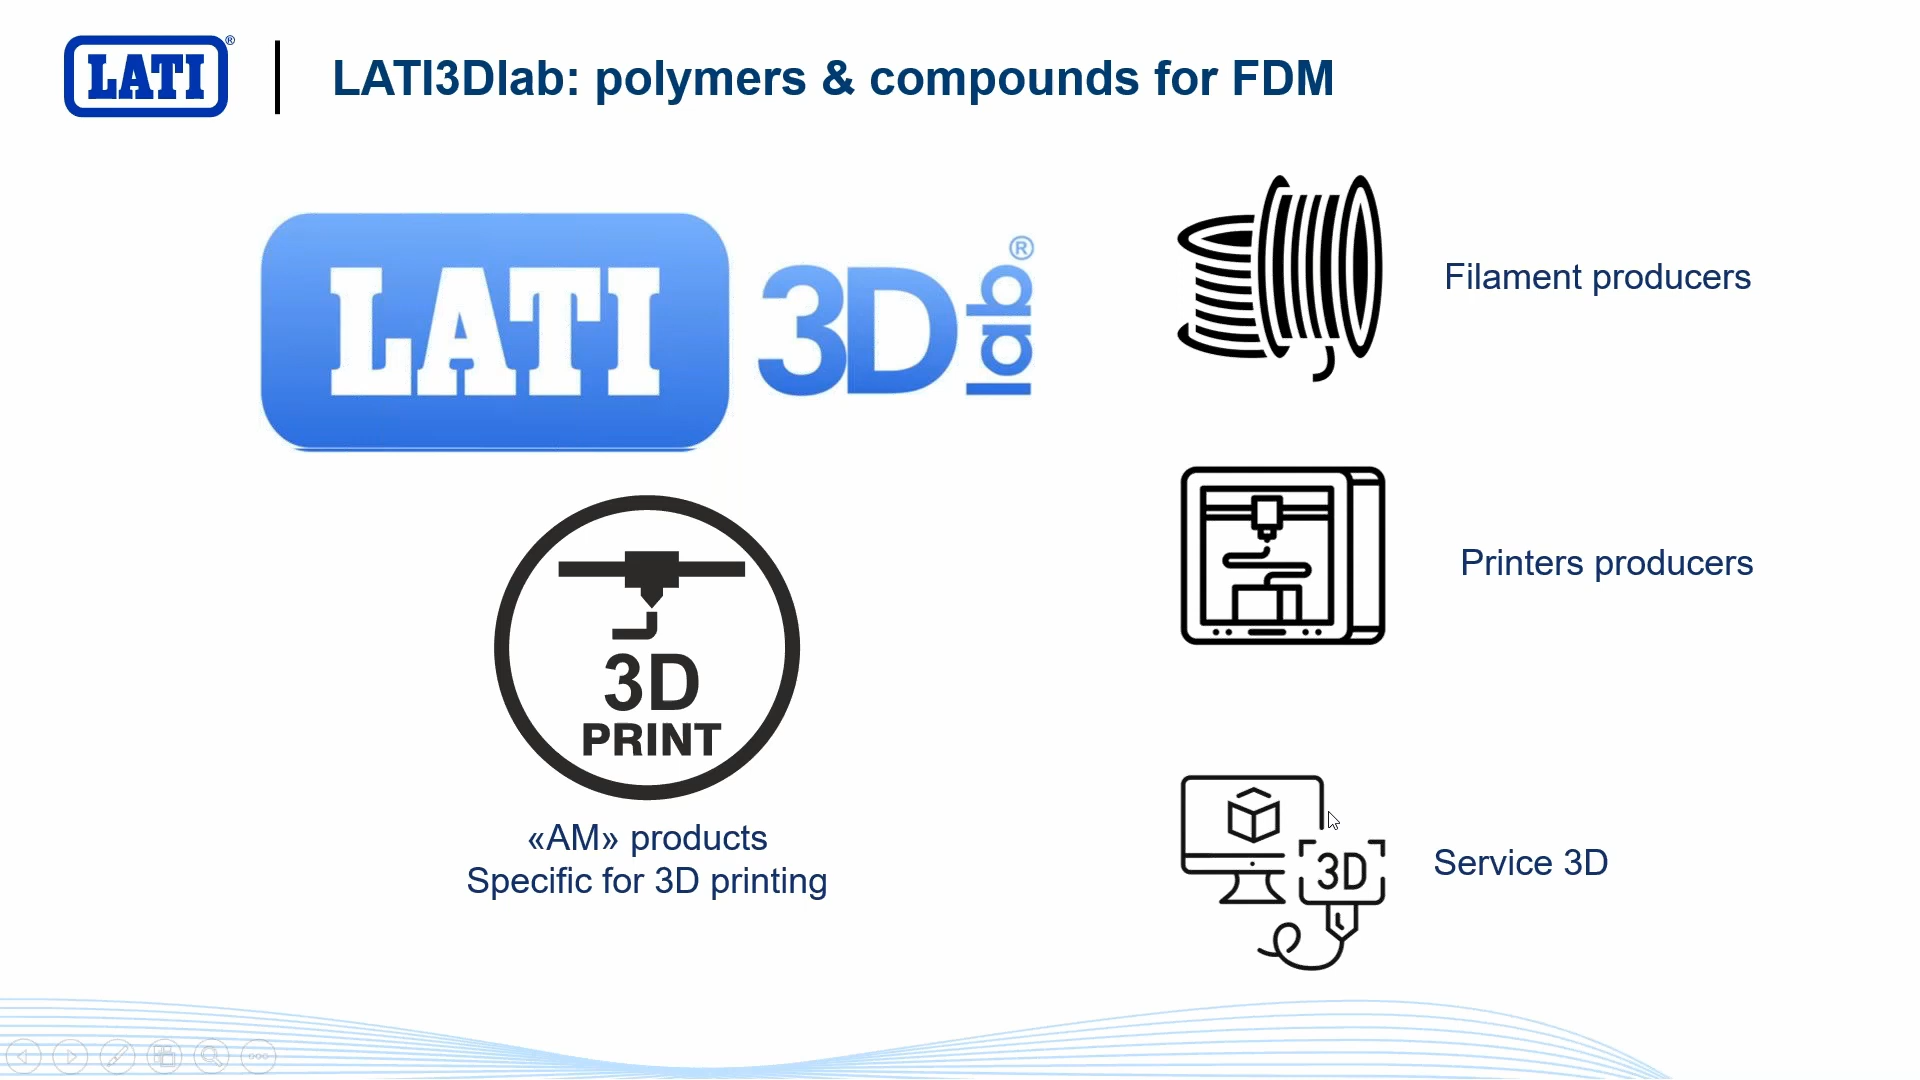 LATI®
LATI3Dlab: polymers & compounds for FDM
LATI 3D lab®
Filament producers
3D
PRINT
Printers producers
«AM» products
Specific for 3D printing
3D
Service 3D